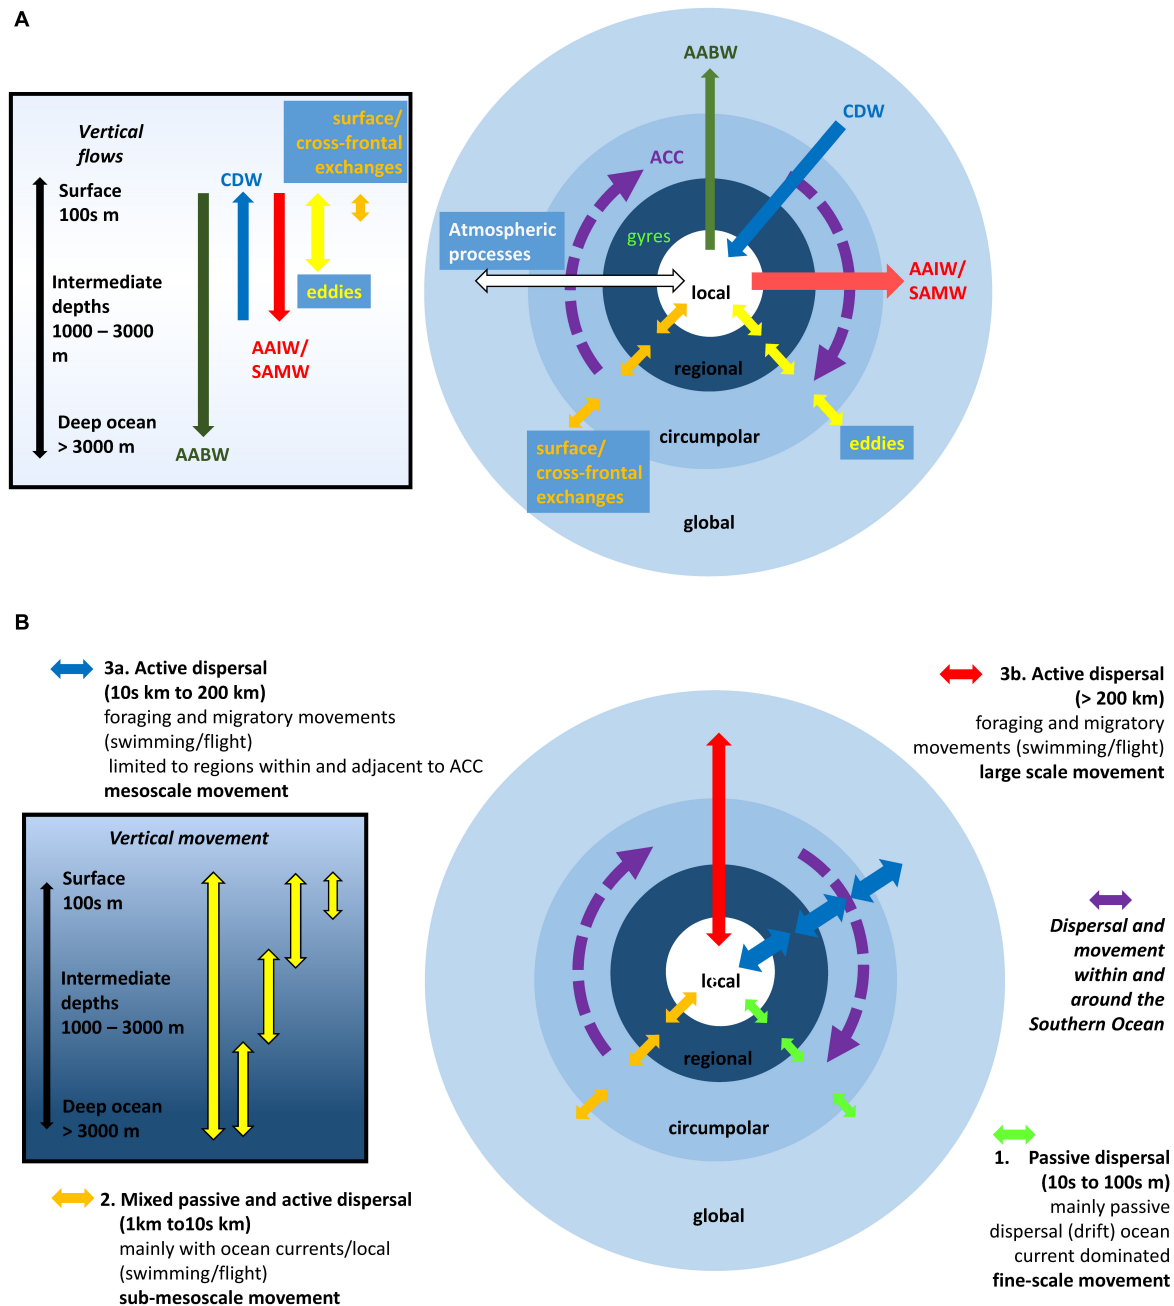 A
Vertical
flows
surface/
cross-frontal
exchanges
Surface
100s m
CDW
Intermediate
depths
1000 – 3000
m
eddies
AAIW/
SAMW
Deep ocean
> 3000 m
AABW
AABW
CDW
ACC
gyres
Atmospheric
processes
local
AAIW/
SAMW
regional
circumpolar
eddies
surface/
cross-frontal
exchanges
global
B
3a. Active dispersal
(10s km to 200 km)
foraging and migratory movements
(swimming/flight)
limited to regions within and adjacent to ACC
mesoscale movement
3b. Active dispersal
(> 200 km)
foraging and migratory
movements (swimming/flight)
large scale movement
Vertical movement
Surface
100s m
Intermediate
depths
1000 – 3000 m
Deep ocean
> 3000 m
local
regional
circumpolar
global
Dispersal and
movement
within and
around the
Southern Ocean
2. Mixed passive and active dispersal
(1km to10s km)
mainly with ocean currents/local
(swimming/flight)
sub-mesoscale movement
1. Passive dispersal
(10s to 100s m)
mainly passive
dispersal (drift) ocean
current dominated
fine-scale movement